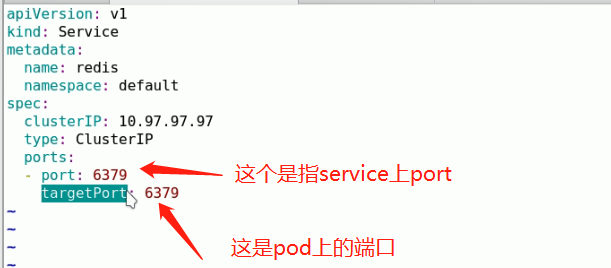 apiVersion: v1
kind: Service
metadata:
  name: redis
  namespace: default
spec:
  clusterIP: 10.97.97.97
  type: ClusterIP
  ports:
  - port: 6379
这个是指service上port
    targetPort: 6379
~
这是pod上的端口
~
~
~